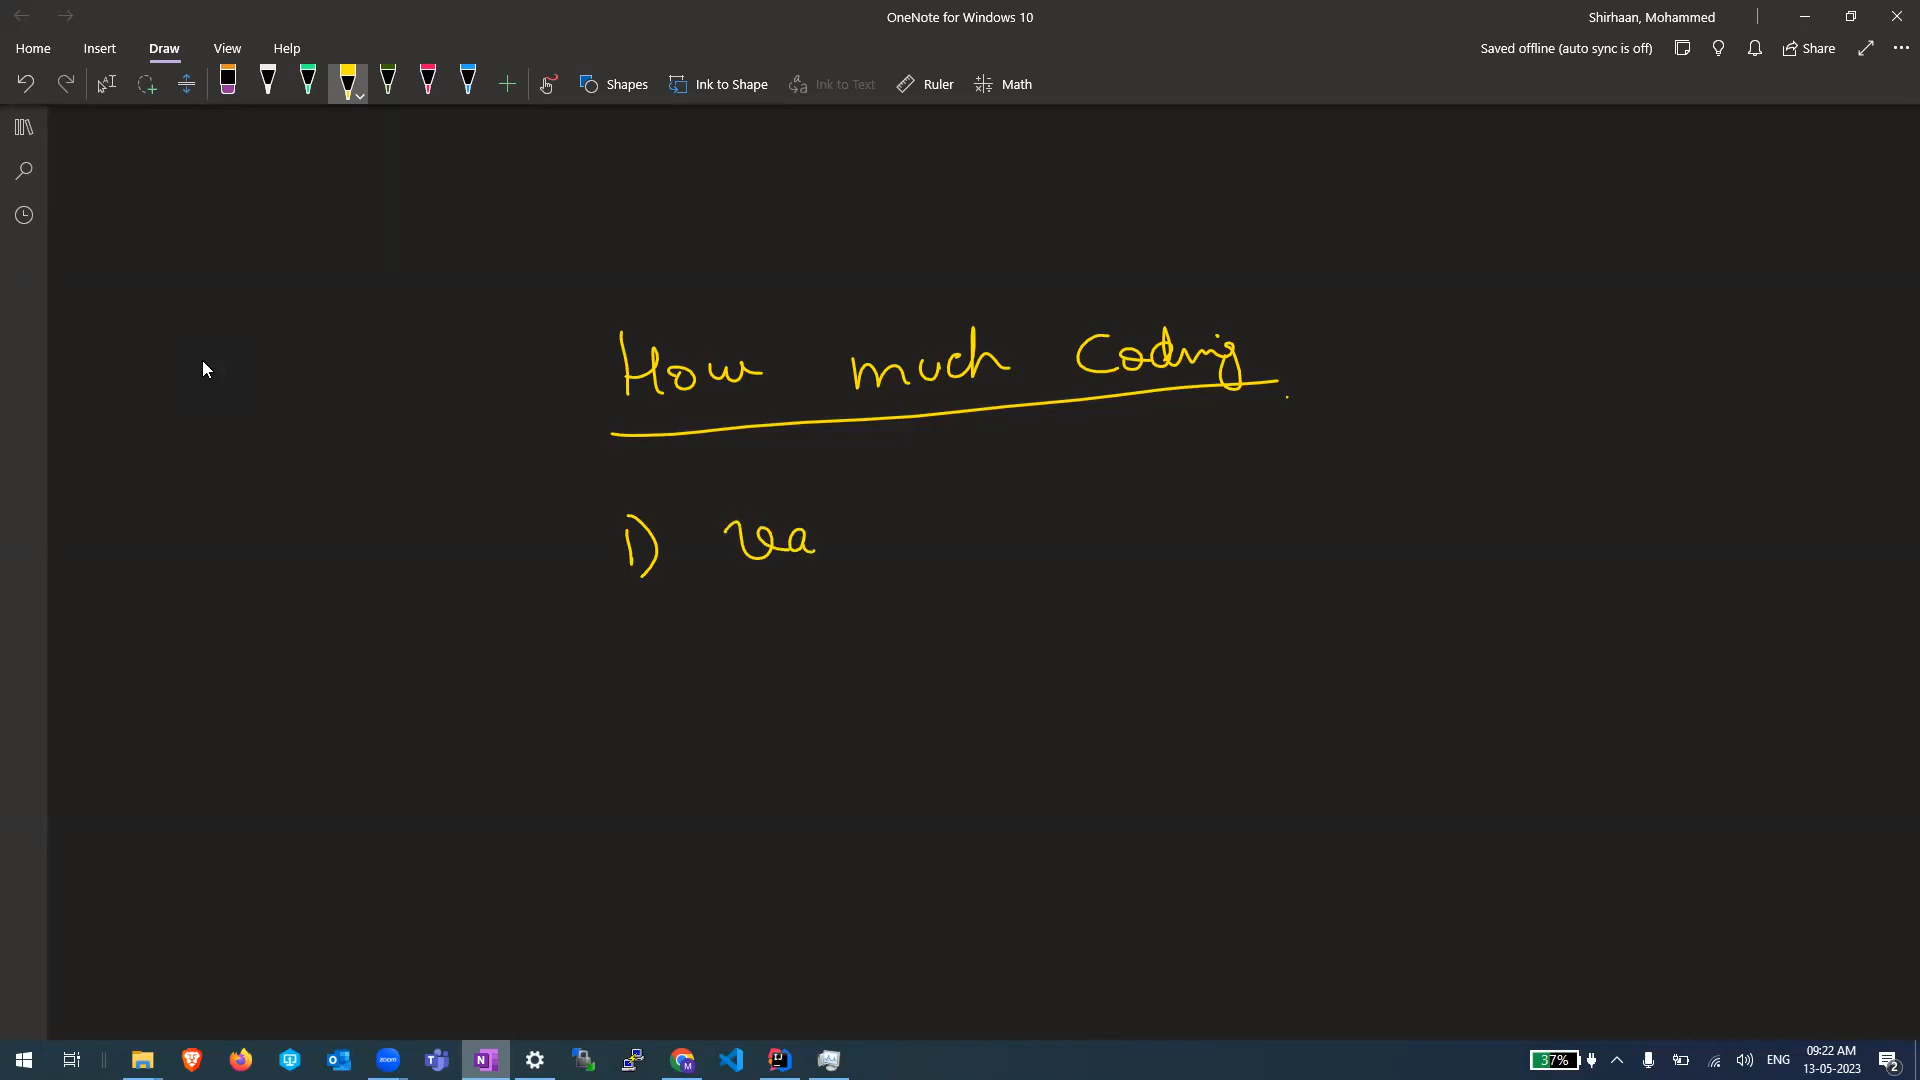 OneNote for Windows 10
Shirhaan, Mohammed
Home Insert Draw View Help
Saved offline (auto sync is off) Share
Shapes Ink to Shape Ink to Text Ruler Math
How much Coding
1) va
37% ENG 09:22 AM
13-05-2023 2